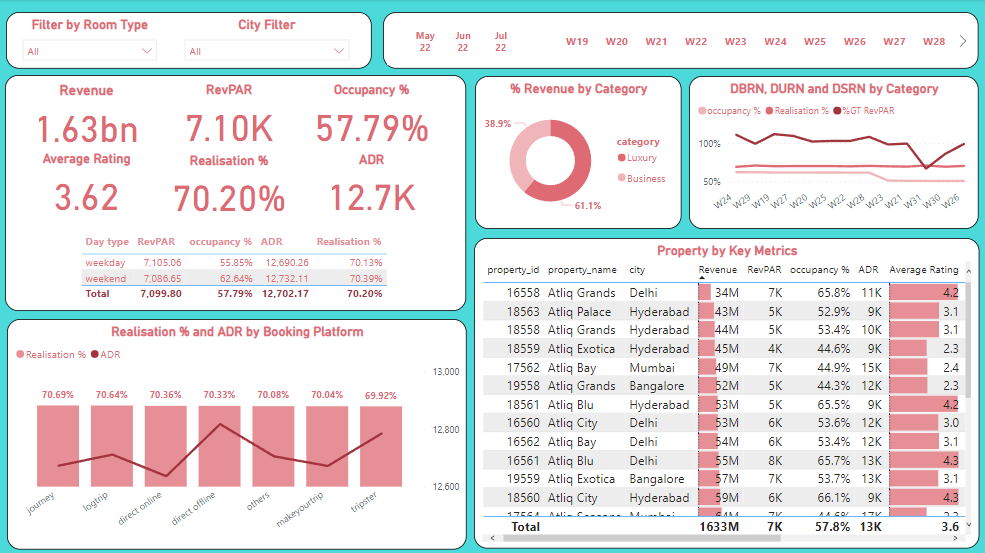 Filter by Room Type
City Filter
All
All
May 22 Jun 22 Jul 22
W19 W20 W21 W22 W23 W24 W25 W26 W27 W28
Revenue RevPAR Occupancy %
1.63bn 7.10K 57.79%
Average Rating Realisation % ADR
3.62 70.20% 12.7K
Day type RevPAR occupancy % ADR Realisation %
weekday 7,105.06 55.85% 12,690.26 70.13%
weekend 7,086.65 62.64% 12,732.11 70.39%
Total 7,099.80 57.79% 12,702.17 70.20%
% Revenue by Category
38.9%
61.1%
category
Luxury
Business
DBRN, DURN and DSRN by Category
occupancy % Realisation % %GT RevPAR
100%
50%
W24 W29 W19 W27 W20 W25 W22 W28 W23 W21 W31 W30 W26
Realisation % and ADR by Booking Platform
Realisation % ADR
13,000
70.69% 70.64% 70.36% 70.33% 70.08% 70.04% 69.92%
12,800
12,600
journey logtrip direct online direct offline others makeyourtrip tripster
Property by Key Metrics
property_id property_name city Revenue RevPAR occupancy % ADR Average Rating
16558 Atliq Grands Delhi 34M 7K 65.8% 11K 4.2
18563 Atliq Palace Hyderabad 43M 5K 52.9% 9K 3.1
18558 Atliq Grands Hyderabad 44M 5K 53.4% 10K 3.1
18559 Atliq Exotica Hyderabad 45M 4K 44.6% 9K 2.3
17562 Atliq Bay Mumbai 49M 7K 44.9% 15K 2.4
19558 Atliq Grands Bangalore 52M 5K 44.3% 12K 2.3
18561 Atliq Blu Hyderabad 53M 6K 65.5% 9K 4.2
16560 Atliq City Delhi 53M 6K 53.6% 12K 3.0
16562 Atliq Bay Delhi 54M 6K 53.4% 12K 3.1
16561 Atliq Blu Delhi 55M 8K 65.7% 13K 4.3
19559 Atliq Exotica Bangalore 57M 7K 53.7% 13K 3.1
18560 Atliq City Hyderabad 59M 6K 66.1% 9K 4.3
Total 1633M 7K 57.8% 13K 3.6